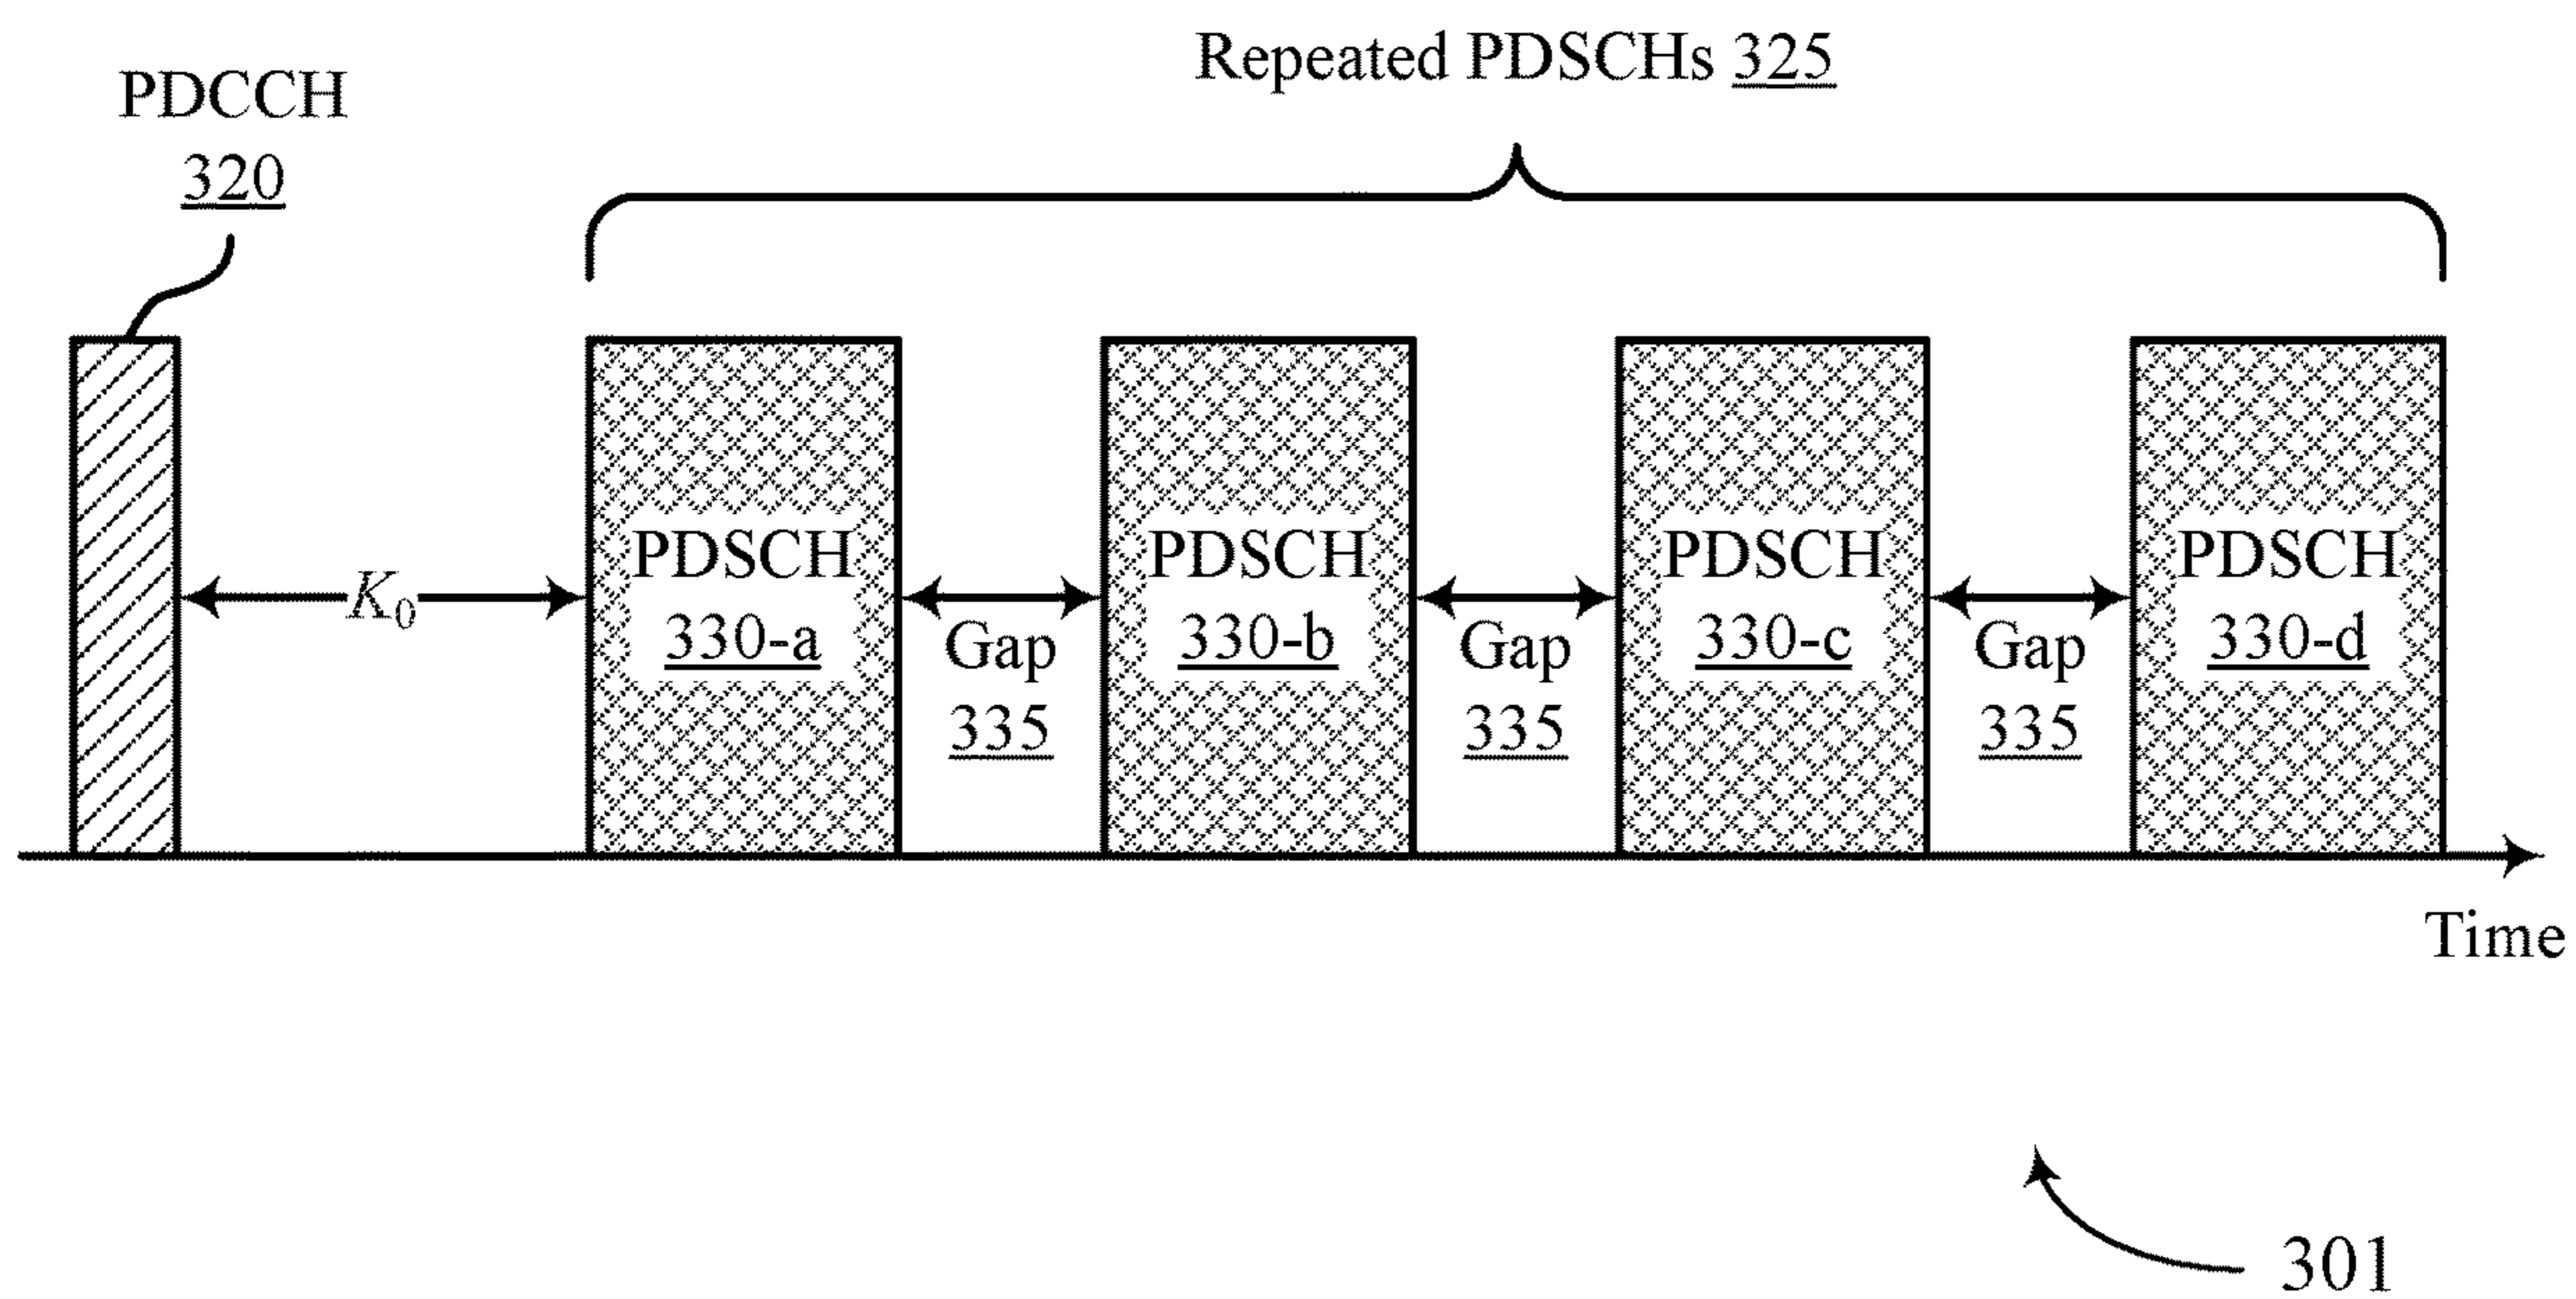 Repeated PDSCHs 325
PDCCH
320
K₀
PDSCH
330-a
Gap
335
PDSCH
330-b
Gap
335
PDSCH
330-c
Gap
335
PDSCH
330-d
Time
301